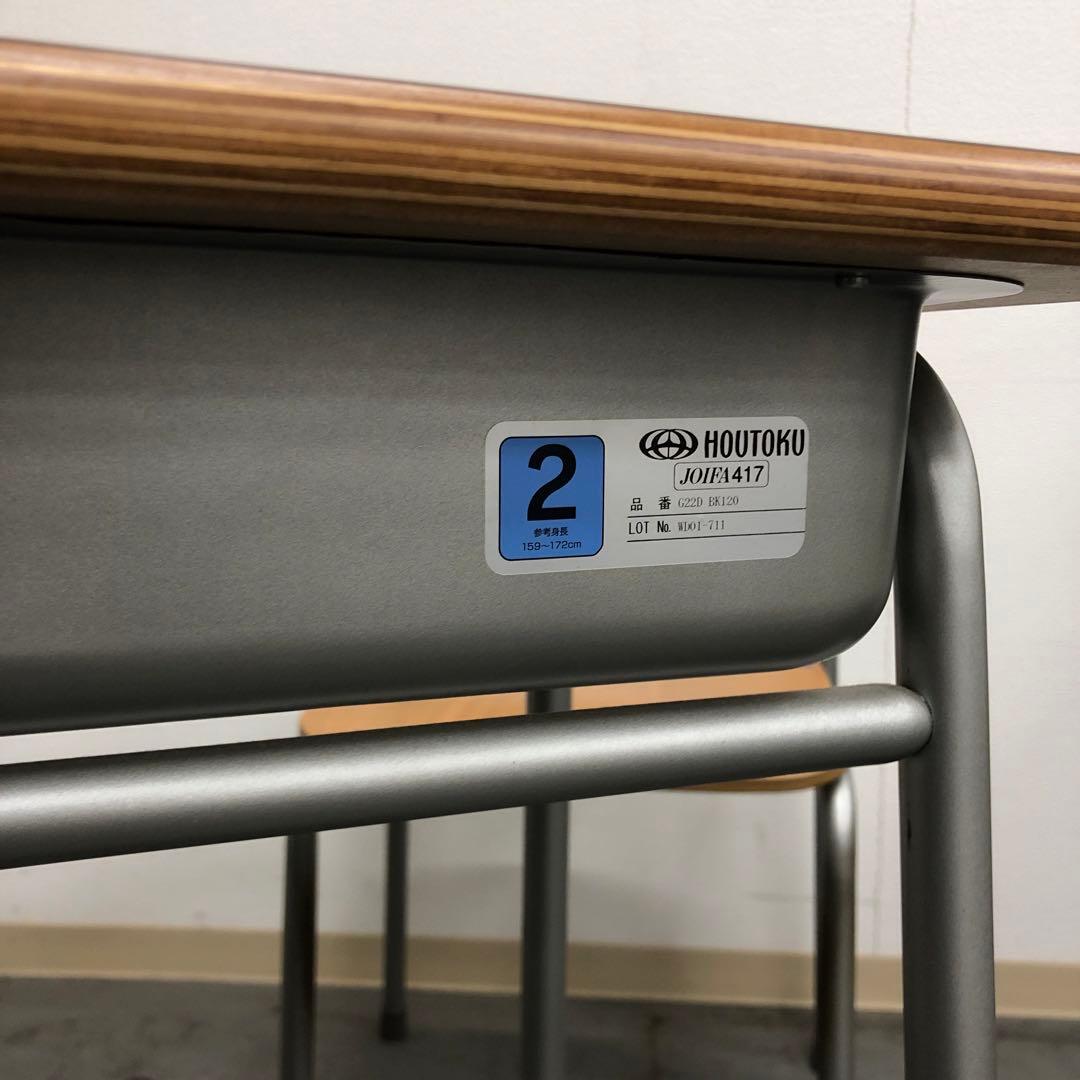 2
参考身長
159～172cm
HOUTOKU
JOIFA417
品 番 G22D BK120
LOT No. WD01-711